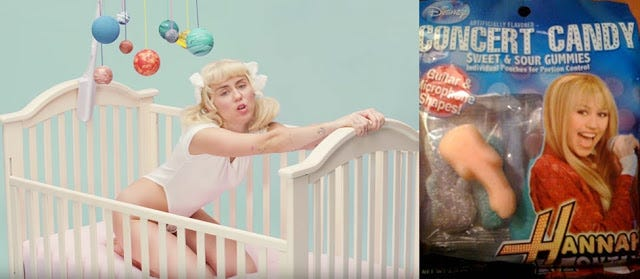 Disney
ARTIFICIALLY FLAVORED
CONCERT CANDY
SWEET & SOUR GUMMIES
Individual Pouches for Portion Control
Guitar &
Microphone
Shapes!
HANNAH